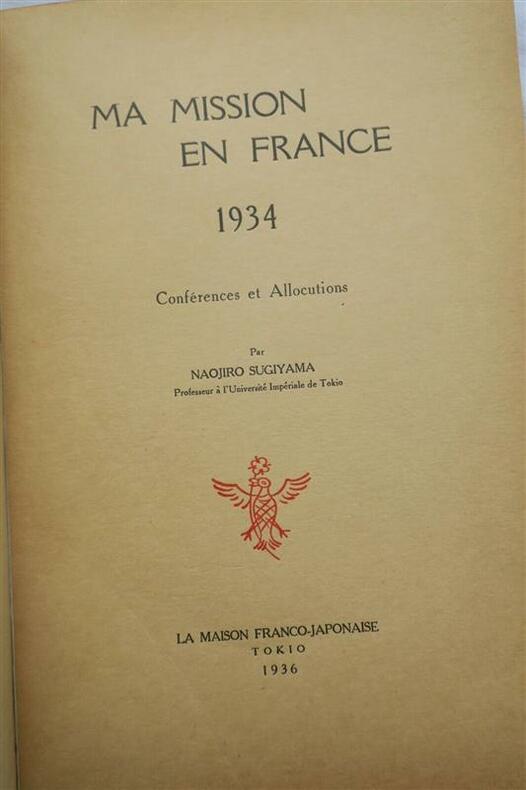 MA MISSION
EN FRANCE
1934
Conférences et Allocutions
Par
NAOJIRO SUGIYAMA
Professeur à l'Université Impériale de Tokio
LA MAISON FRANCO-JAPONAISE
TOKIO
1936